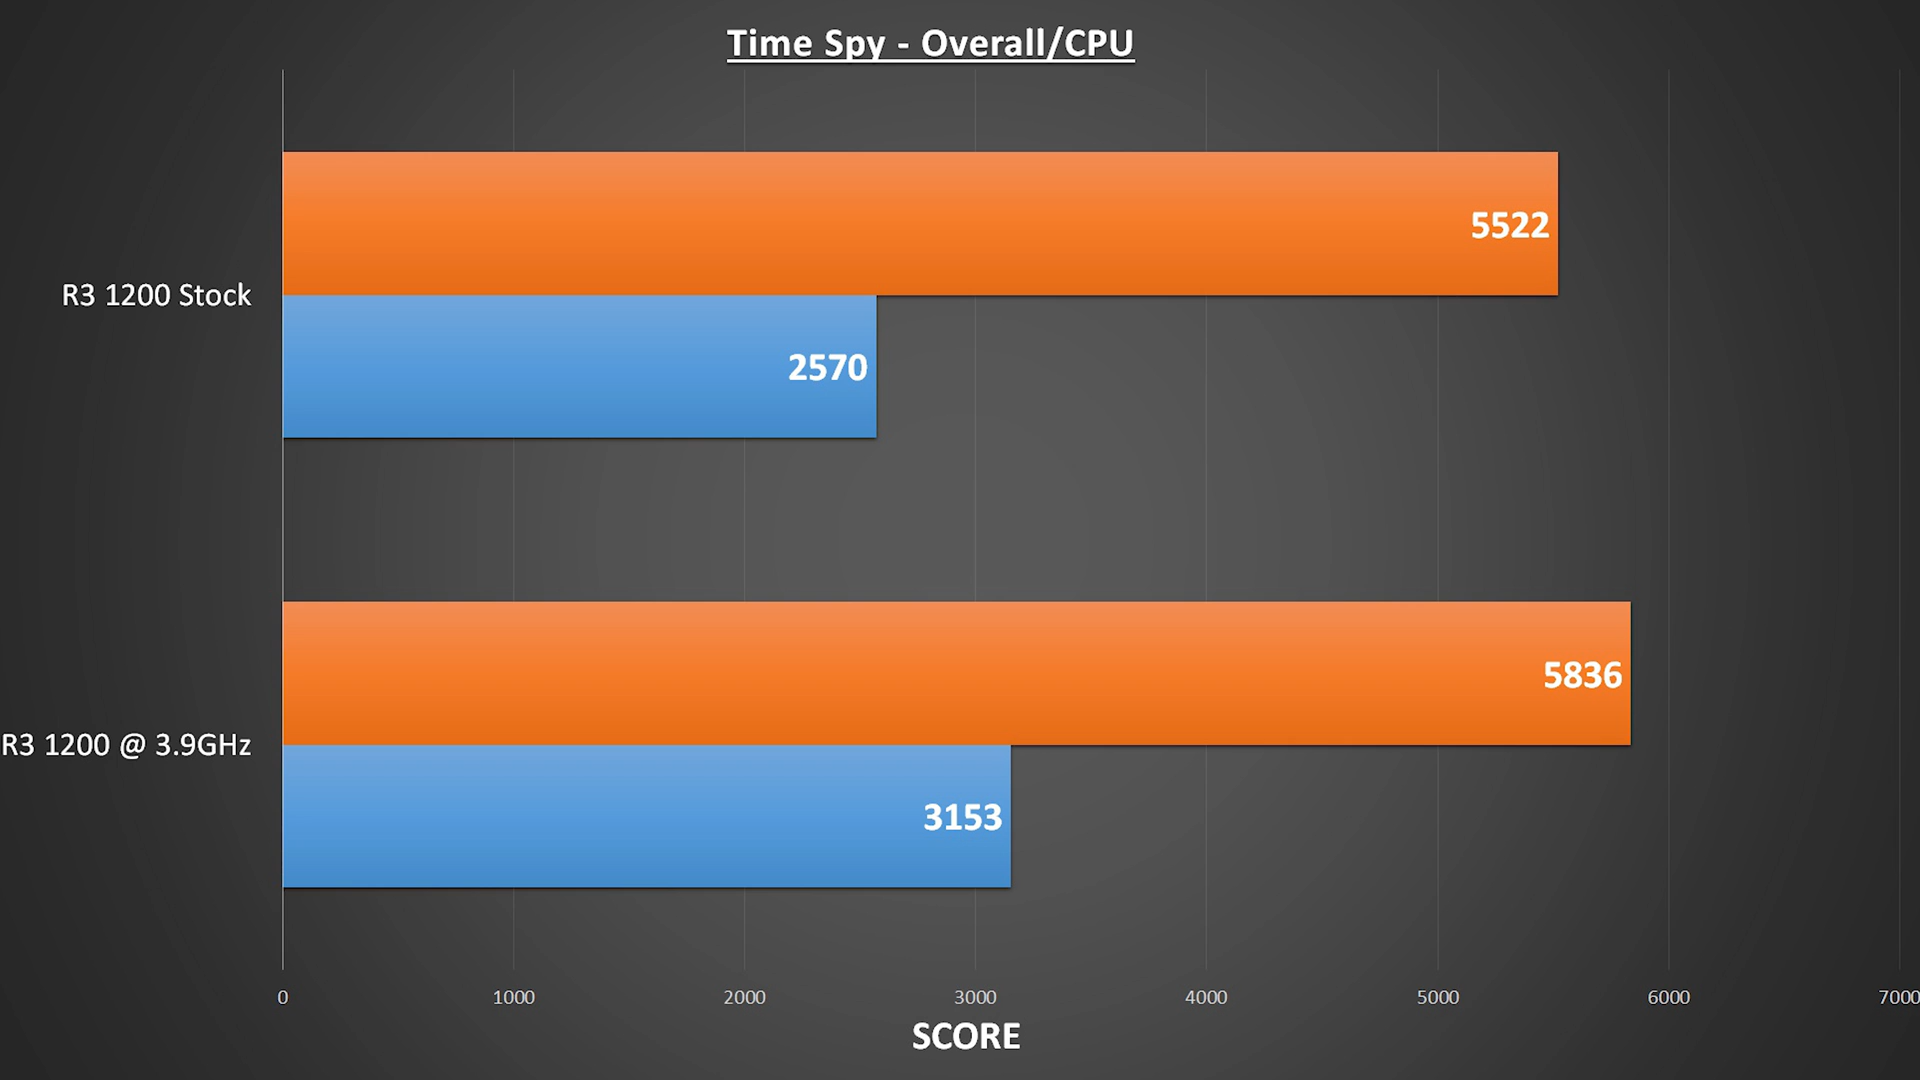 Time Spy - Overall/CPU
5522
R3 1200 Stock
2570
5836
R3 1200 @ 3.9GHz
3153
0 1000 2000 3000 4000 5000 6000 7000
SCORE